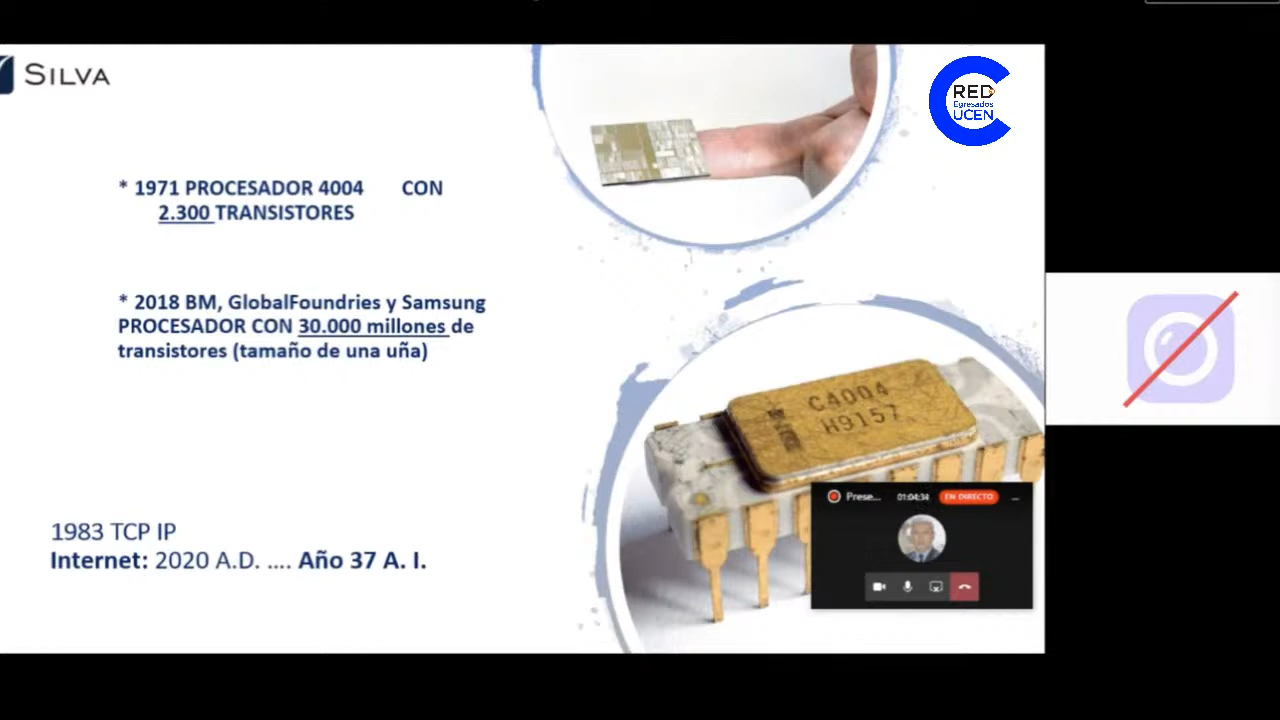 SILVA
RED
Egresados
UCEN
* 1971 PROCESADOR 4004 CON
2.300 TRANSISTORES
* 2018 BM, GlobalFoundries y Samsung
PROCESADOR CON 30.000 millones de
transistores (tamaño de una uña)
C4004
H9157
Prese... 01:04:34 EN DIRECTO
1983 TCP IP
Internet: 2020 A.D. .... Año 37 A. I.